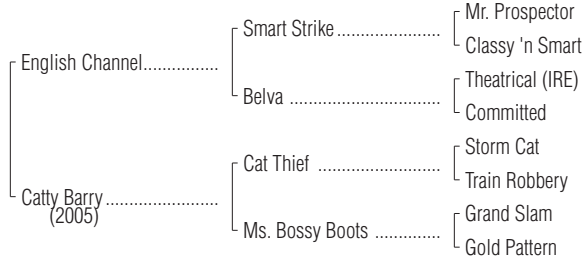 Mr. Prospector
Smart Strike
Classy 'n Smart
English Channel
Theatrical (IRE)
Belva
Committed
Storm Cat
Cat Thief
Train Robbery
Catty Barry
(2005)
Grand Slam
Ms. Bossy Boots
Gold Pattern